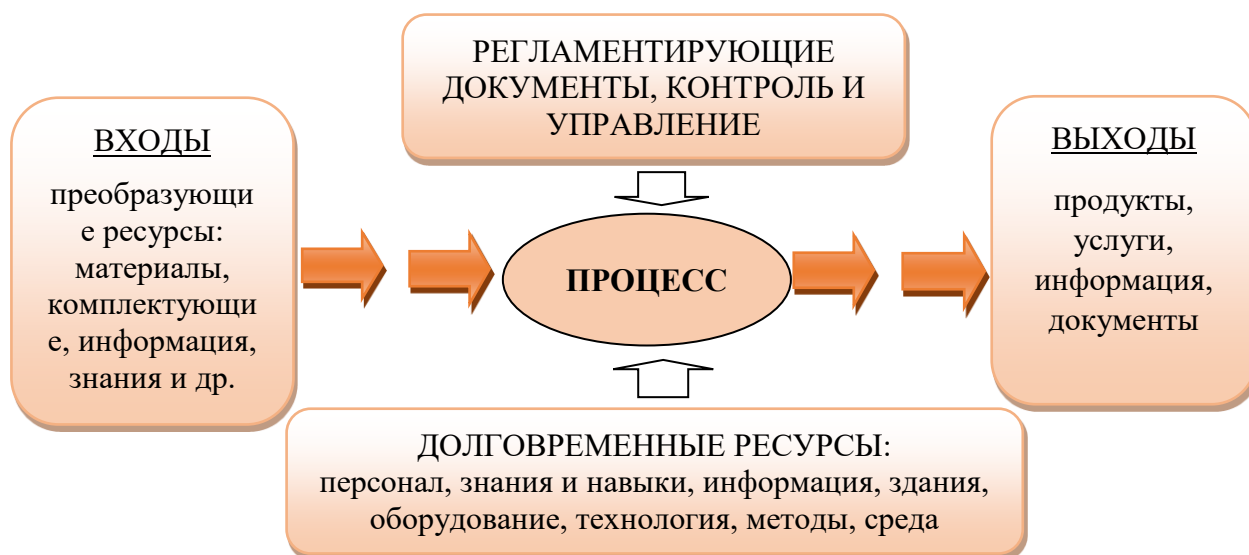 РЕГЛАМЕНТИРУЮЩИЕ
ДОКУМЕНТЫ, КОНТРОЛЬ И
УПРАВЛЕНИЕ
ВХОДЫ
преобразующи
е ресурсы:
материалы,
комплектующи
е, информация,
знания и др.
ПРОЦЕСС
ВЫХОДЫ
продукты,
услуги,
информация,
документы
ДОЛГОВРЕМЕННЫЕ РЕСУРСЫ:
персонал, знания и навыки, информация, здания,
оборудование, технология, методы, среда